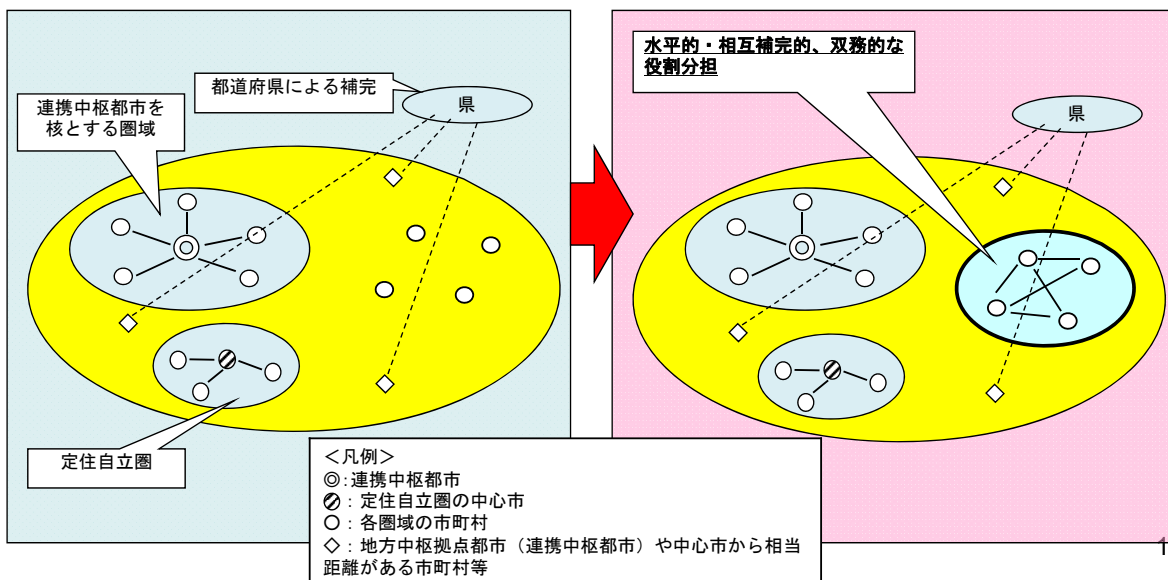 都道府県による補完
県
連携中枢都市を
核とする圏域
定住自立圏
水平的・相互補完的、双務的な
役割分担
県
＜凡例＞
◎:連携中枢都市
：定住自立圏の中心市
○：各圏域の市町村
◇：地方中枢拠点都市（連携中枢都市）や中心市から相当
距離がある市町村等
1